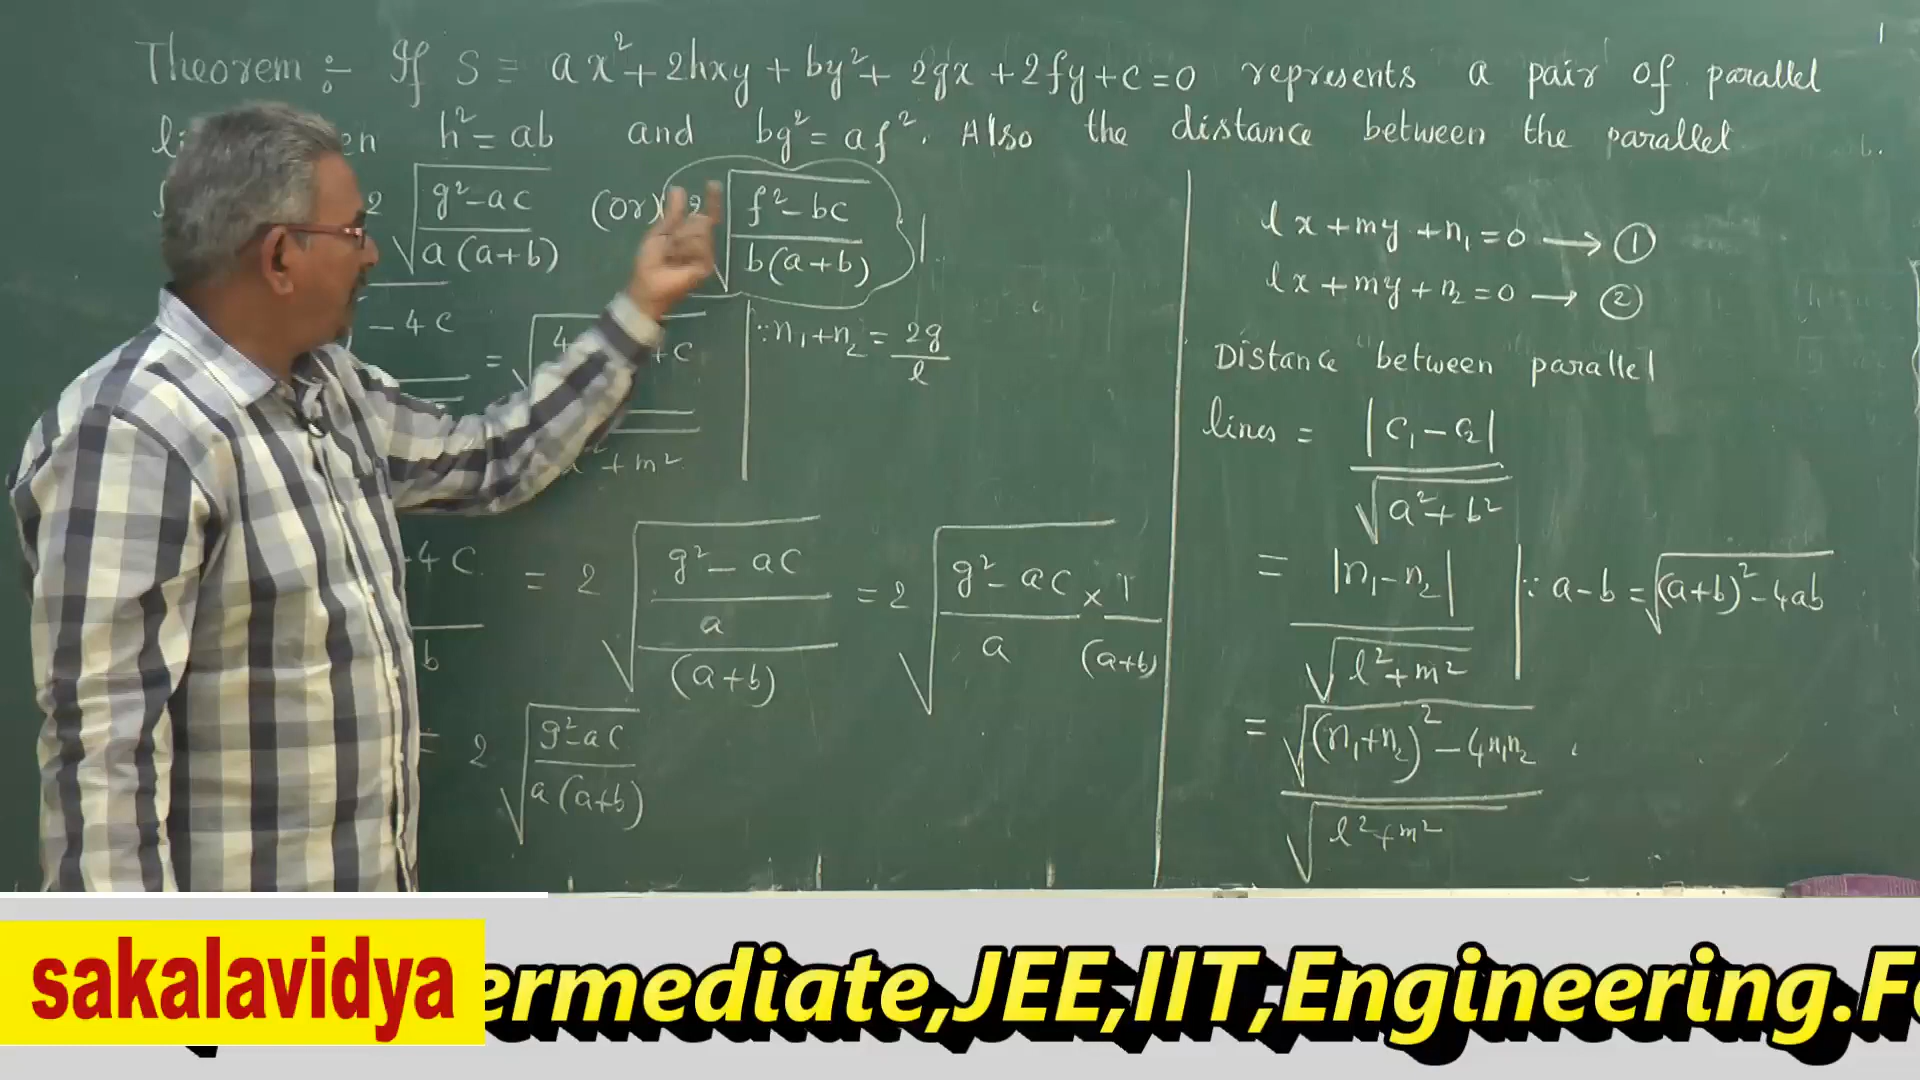 Theorem :- If S ≡ ax²+2hxy+by²+2gx+2fy+c=0 represents a pair of parallel
h²=ab and bg²=af². Also the distance between the parallel
2√((g²-ac)/(a(a+b))) (or) 2√((f²-bc)/(b(a+b)))
-4c = ∵n₁+n₂=2g/l
+m²
4c = 2√(((g²-ac)/a)/(a+b)) = 2√((g²-ac)/a × 1/(a+b))
b
= 2√((g²-ac)/(a(a+b)))
lx+my+n₁=0 → ①
lx+my+n₂=0 → ②
Distance between parallel
lines = |c₁-c₂|/√(a²+b²)
= |n₁-n₂|/√(l²+m²) ∵ a-b=√((a+b)²-4ab)
= √((n₁+n₂)²-4n₁n₂)/√(l²+m²)
sakalavidya
ermediate,JEE,IIT,Engineering.F